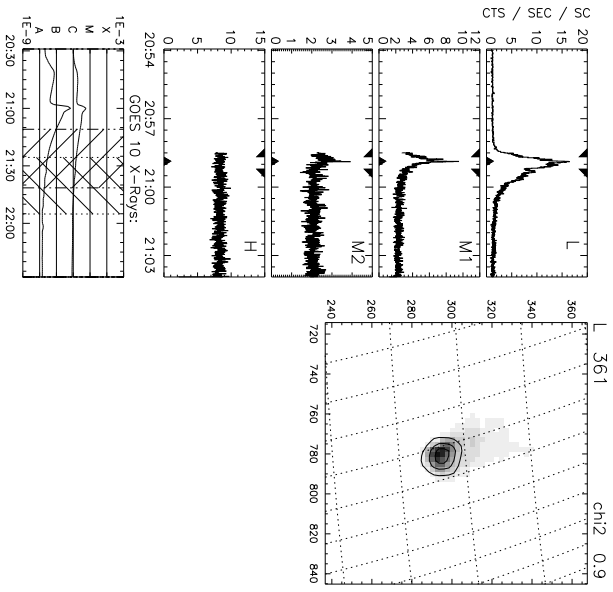 CTS / SEC / SC
0 5 10 15 20
L
0 2 4 6 8 10 12
M1
0 1 2 3 4 5
M2
0 5 10 15
H
20:54 20:57 21:00 21:03
GOES 10 X-Rays:
1E-3
X
M
C
B
A
1E-9
20:30 21:00 21:30 22:00
L 361 chi2 0.9
360
340
320
300
280
260
240
720 740 760 780 800 820 840